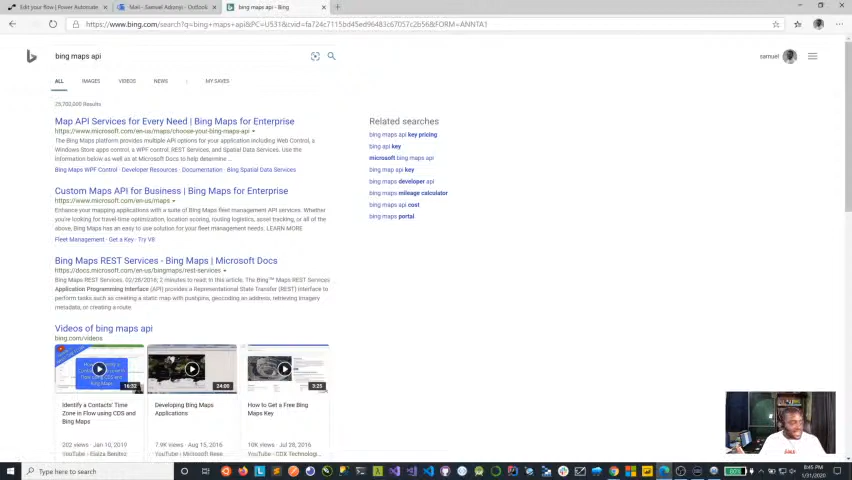 Edit your flow | Power Automate
Mail - Samuel Adranyi - Outlook
bing maps api - Bing
https://www.bing.com/search?q=bing+maps+api&PC=U531&cvid=fa724c7115bd45ed96483c67057c2b56&FORM=ANNTA1
bing maps api
samuel
ALL
IMAGES
VIDEOS
NEWS
MY SAVES
25,700,000 Results
Map API Services for Every Need | Bing Maps for Enterprise
https://www.microsoft.com/en-us/maps/choose-your-bing-maps-api
The Bing Maps platform provides multiple API options for your application including Web Control, a
Windows Store apps control, a WPF control, REST Services, and Spatial Data Services. Use the
information below as well as at Microsoft Docs to help determine ...
Bing Maps WPF Control · Developer Resources · Documentation · Bing Spatial Data Services
Custom Maps API for Business | Bing Maps for Enterprise
https://www.microsoft.com/en-us/maps
Enhance your mapping applications with a suite of Bing Maps fleet management API services. Whether
you're looking for travel-time optimization, location scoring, routing logistics, asset tracking, or all of the
above, Bing Maps has an easy to use solution for your fleet management needs. LEARN MORE
Fleet Management · Get a Key · Try V8
Bing Maps REST Services - Bing Maps | Microsoft Docs
https://docs.microsoft.com/en-us/bingmaps/rest-services
Bing Maps REST Services. 02/28/2018; 2 minutes to read; In this article. The Bing™ Maps REST Services
Application Programming Interface (API) provides a Representational State Transfer (REST) interface to
perform tasks such as creating a static map with pushpins, geocoding an address, retrieving imagery
metadata, or creating a route.
Videos of bing maps api
bing.com/videos
16:32
24:00
3:25
Identify a Contacts' Time
Zone in Flow using CDS and
Bing Maps
Developing Bing Maps
Applications
How to Get a Free Bing
Maps Key
202 views · Jan 10, 2019
YouTube › Elaiza Benitez
7.9K views · Aug 15, 2016
YouTube › Microsoft Rese...
10K views · Jul 28, 2016
YouTube › CDX Technologi...
Related searches
bing maps api key pricing
bing api key
microsoft bing maps api
bing map api key
bing maps developer api
bing maps mileage calculator
bing maps api cost
bing maps portal
Type here to search
8:45 PM
1/31/2020